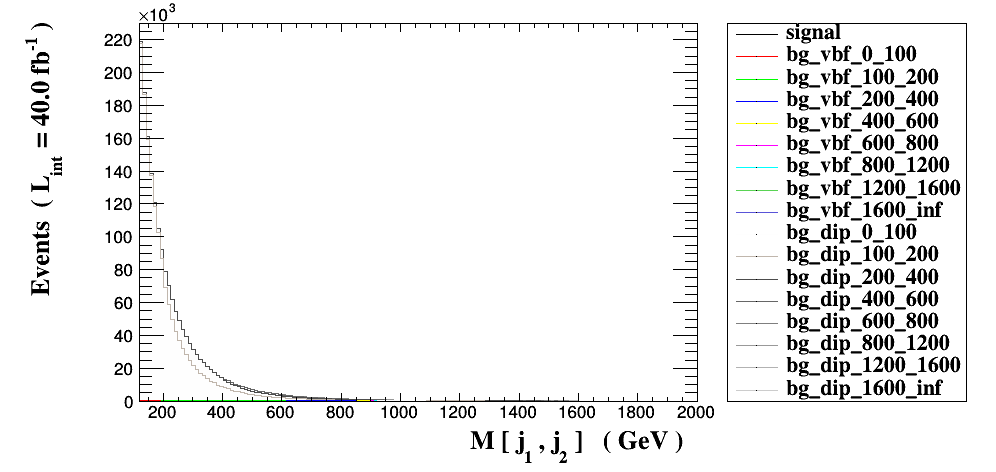 ×10³
220
200
180
160
140
120
100
80
60
40
20
0
200 400 600 800 1000 1200 1400 1600 1800 2000
Events ( L_int = 40.0 fb⁻¹ )
M [ j₁ , j₂ ] ( GeV )
signal
bg_vbf_0_100
bg_vbf_100_200
bg_vbf_200_400
bg_vbf_400_600
bg_vbf_600_800
bg_vbf_800_1200
bg_vbf_1200_1600
bg_vbf_1600_inf
bg_dip_0_100
bg_dip_100_200
bg_dip_200_400
bg_dip_400_600
bg_dip_600_800
bg_dip_800_1200
bg_dip_1200_1600
bg_dip_1600_inf